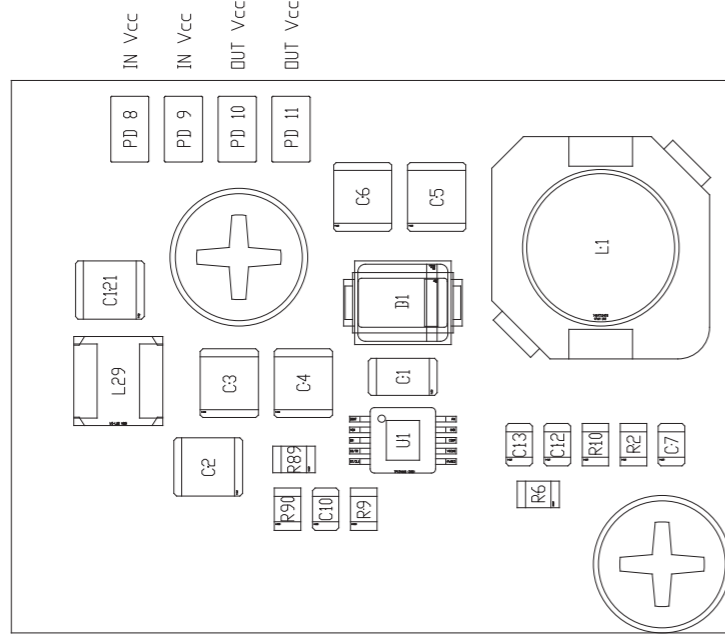 IN Vcc
IN Vcc
OUT Vcc
OUT Vcc
PD 8
PD 9
PD 10
PD 11
C6
C5
L1
C121
D1
L29
C3
C4
C1
U1
C2
R89
C13
C12
R10
R2
C7
R90
C10
R9
R6